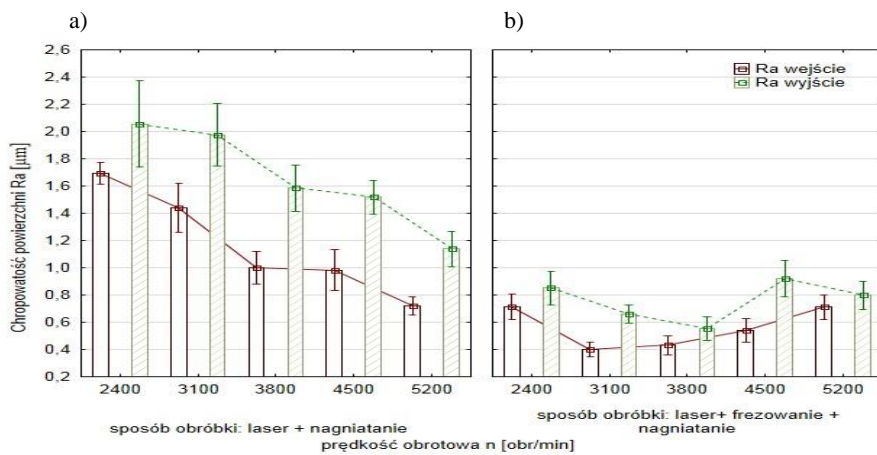 a)
b)
Chropowatość powierzchni Ra [μm]
2,6
2,4
2,2
2,0
1,8
1,6
1,4
1,2
1,0
0,8
0,6
0,4
0,2
Ra wejście
Ra wyjście
2400 3100 3800 4500 5200
2400 3100 3800 4500 5200
sposób obróbki: laser + nagniatanie
sposób obróbki: laser+ frezowanie +
nagniatanie
prędkość obrotowa n [obr/min]